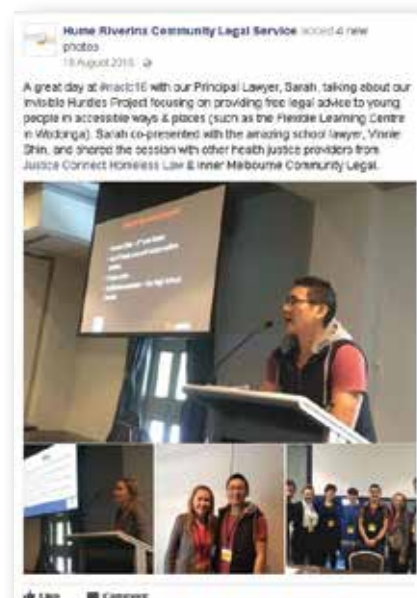 Hume Riverina Community Legal Service added 4 new
photos
18 August 2016
A great day at #naclc16 with our Principal Lawyer, Sarah, talking about our
Invisible Hurdles Project focusing on providing free legal advice to young
people in accessible ways & places (such as the Flexible Learning Centre
in Wodonga). Sarah co-presented with the amazing school lawyer, Vinnie
Shin, and shared the session with other health justice providers from
Justice Connect Homeless Law & Inner Melbourne Community Legal.
Like Comment